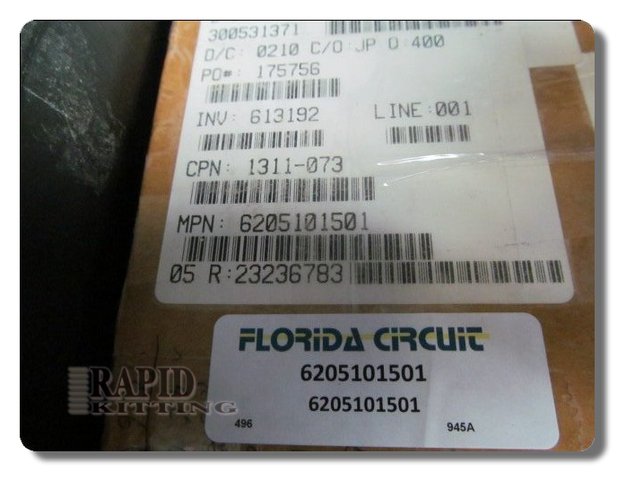 300531371
D/C: 0210 C/O:JP Q:400
PO#: 175756
INV: 613192 LINE:001
CPN: 1311-073
MPN: 6205101501
05 R:23236783
FLORIDA CIRCUIT
6205101501
6205101501
496 945A
RAPID
KITTING